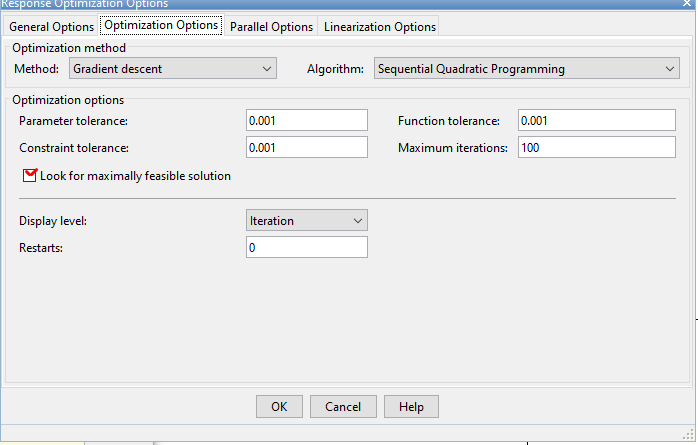 Response Optimization Options
General Options Optimization Options Parallel Options Linearization Options
Optimization method
Method: Gradient descent Algorithm: Sequential Quadratic Programming
Optimization options
Parameter tolerance: 0.001 Function tolerance: 0.001
Constraint tolerance: 0.001 Maximum iterations: 100
Look for maximally feasible solution
Display level: Iteration
Restarts: 0
OK Cancel Help